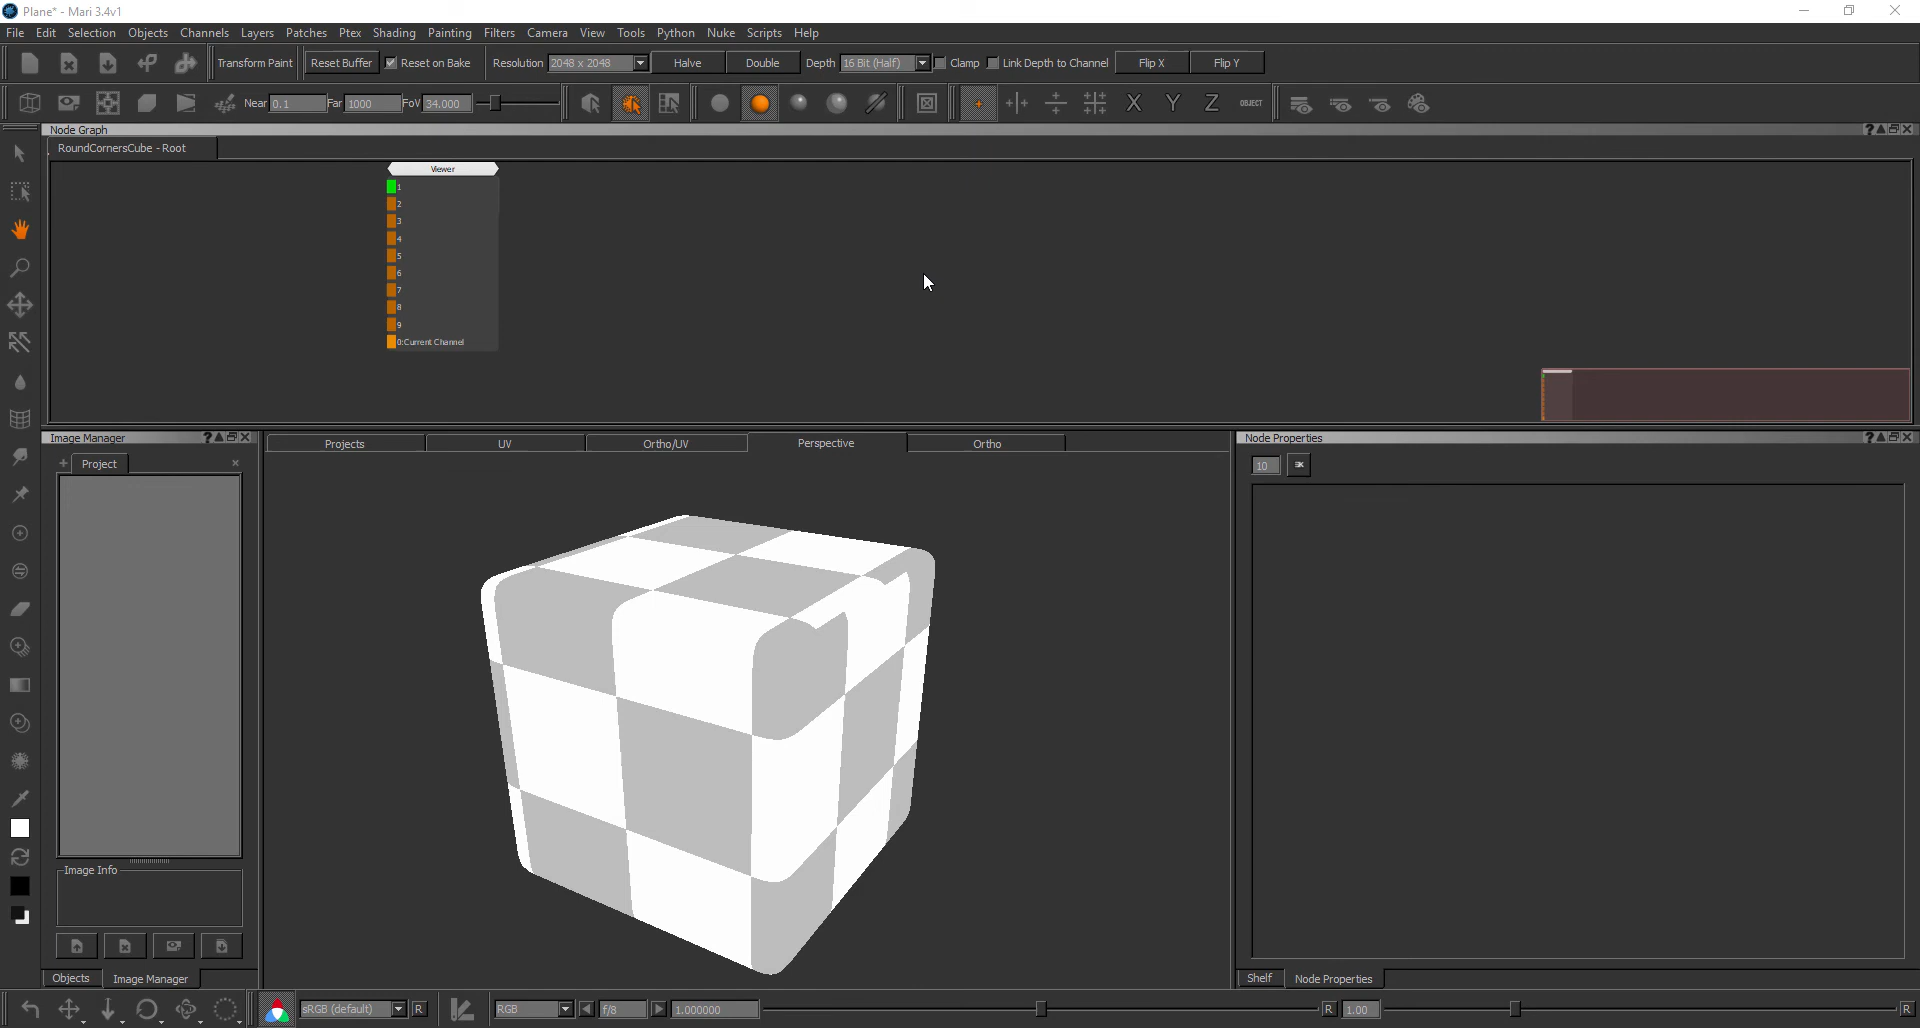 Plane* - Mari 3.4v1
File Edit Selection Objects Channels Layers Patches Ptex Shading Painting Filters Camera View Tools Python Nuke Scripts Help
Transform Paint Reset Buffer Reset on Bake Resolution 2048 x 2048 Halve Double Depth 16 Bit (Half) Clamp Link Depth to Channel Flip X Flip Y
Near 0.1 Far 1000 FoV 34.000 X Y Z OBJECT
Node Graph
RoundCornersCube - Root
Viewer
1
2
3
4
5
6
7
8
9
0:Current Channel
Image Manager
Projects UV Ortho/UV Perspective Ortho
Node Properties
Project
10
Image Info
Objects Image Manager
Shelf Node Properties
sRGB (default) R RGB f/8 1.000000 R 1.00 R